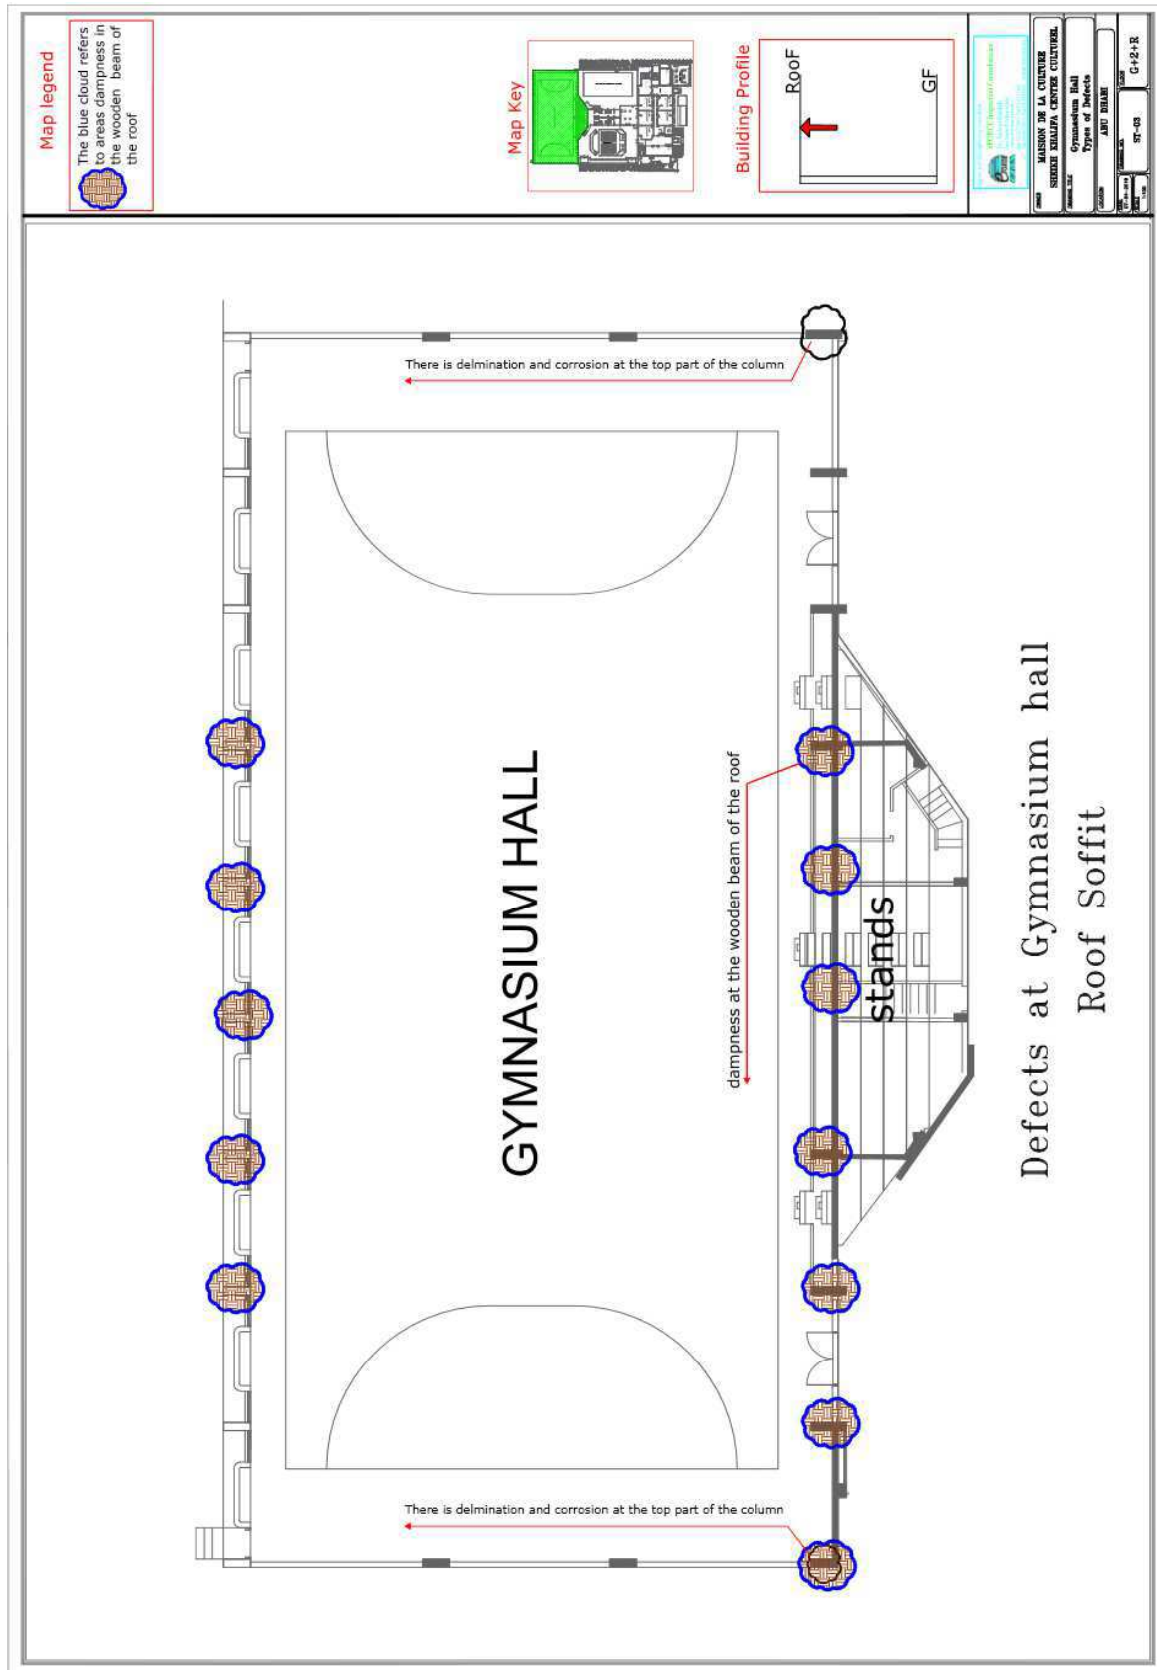 Map legend
The blue cloud refers
to areas dampness in
the wooden beam of
the roof
Map Key
Building Profile
RooF
GF
MAISION DE LA CULTURE
SHEIKH KHALIFA CENTRE CULTUREL
Gymnasium Hall
Types of Defects
ABU DHABI
ST-03
G+2+R
There is delmination and corrosion at the top part of the column
GYMNASIUM HALL
dampness at the wooden beam of the roof
stands
There is delmination and corrosion at the top part of the column
Defects at Gymnasium hall
Roof Soffit